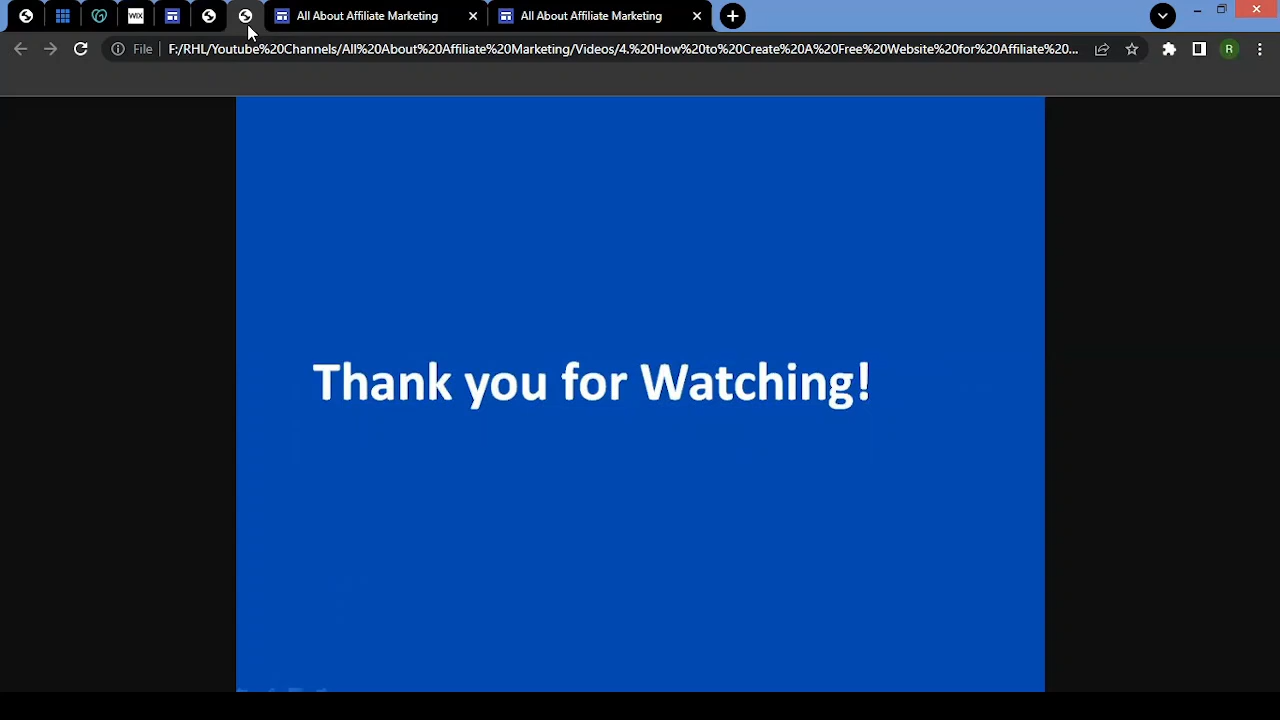 WIX
All About Affiliate Marketing
All About Affiliate Marketing
File
F:/RHL/Youtube%20Channels/All%20About%20Affiliate%20Marketing/Videos/4.%20How%20to%20Create%20A%20Free%20Website%20for%20Affiliate%20...
R
Thank you for Watching!